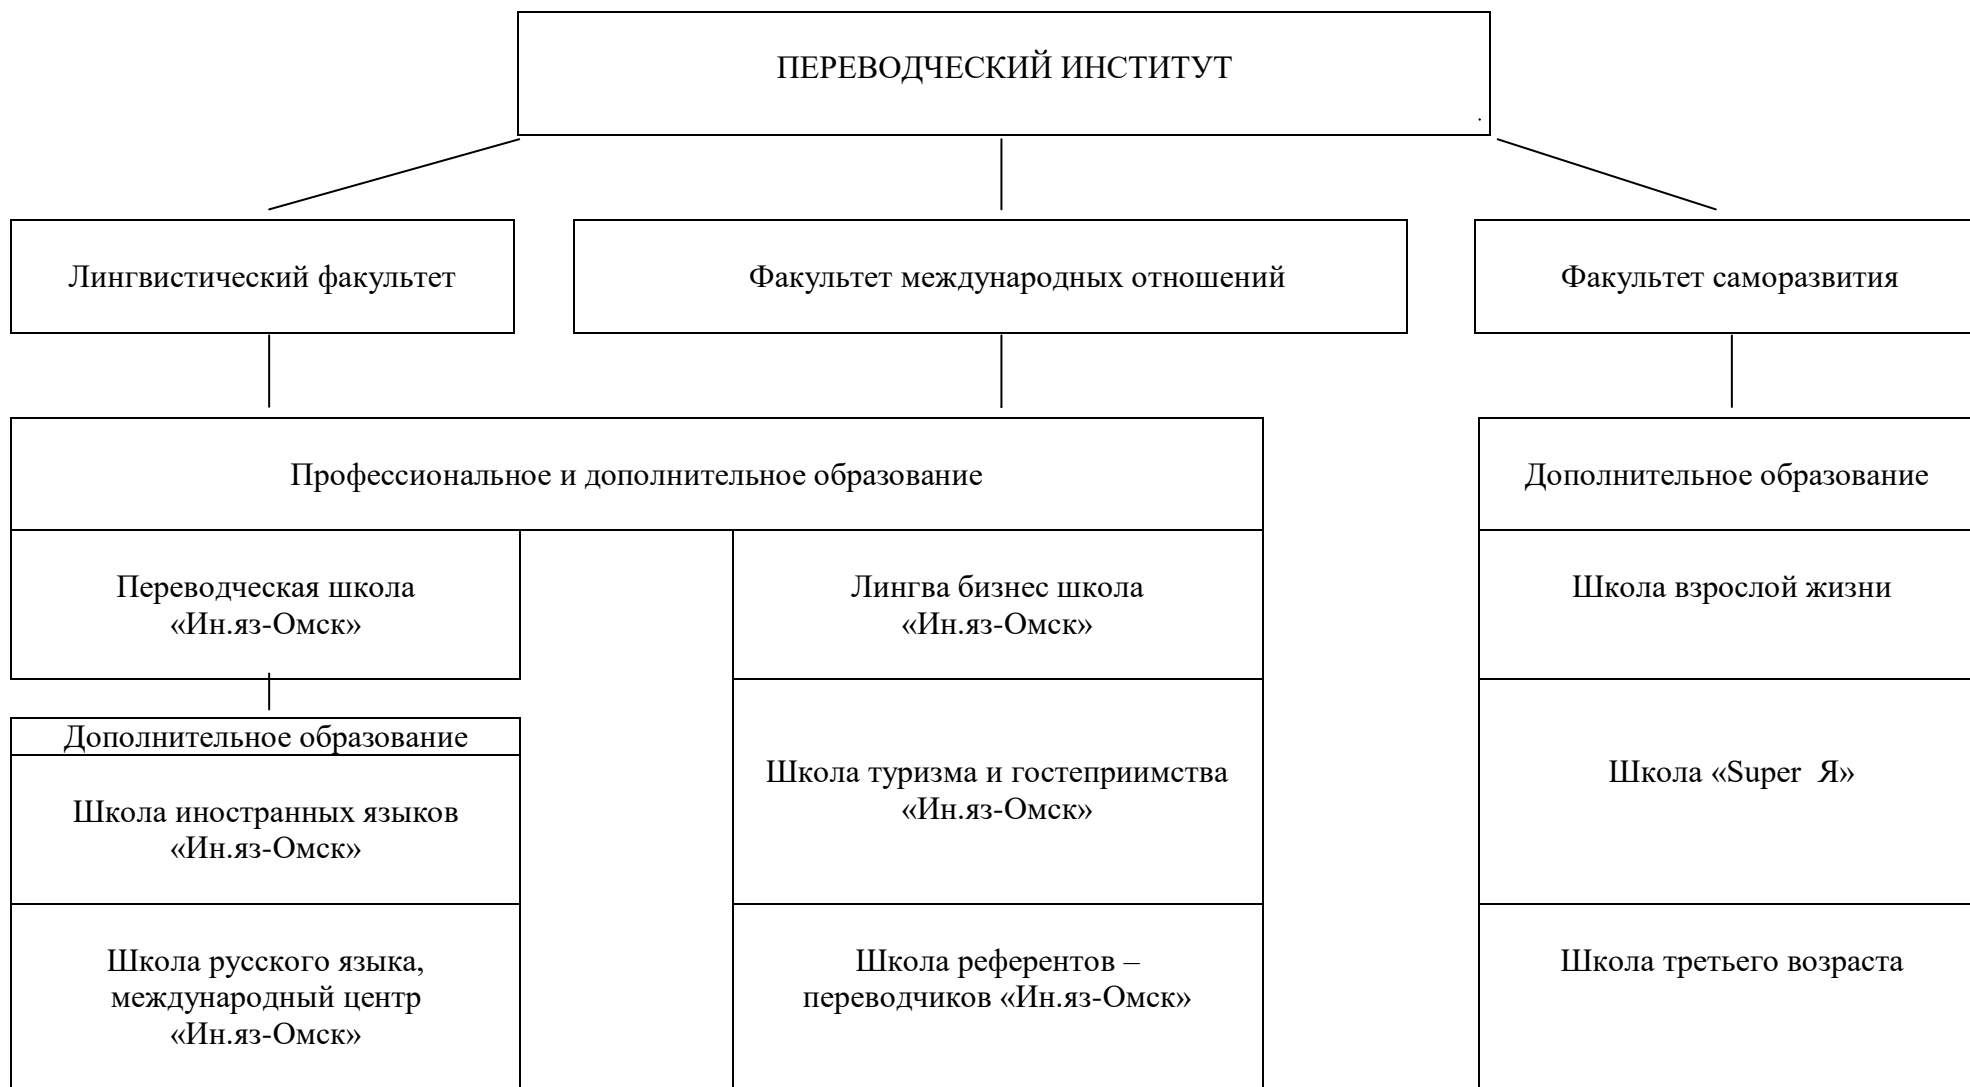 ПЕРЕВОДЧЕСКИЙ ИНСТИТУТ
.
Лингвистический факультет
Факультет международных отношений
Факультет саморазвития
Профессиональное и дополнительное образование
Дополнительное образование
Переводческая школа
«Ин.яз-Омск»
Лингва бизнес школа
«Ин.яз-Омск»
Школа взрослой жизни
Дополнительное образование
Школа иностранных языков
«Ин.яз-Омск»
Школа туризма и гостеприимства
«Ин.яз-Омск»
Школа «Super Я»
Школа русского языка,
международный центр
«Ин.яз-Омск»
Школа референтов –
переводчиков «Ин.яз-Омск»
Школа третьего возраста